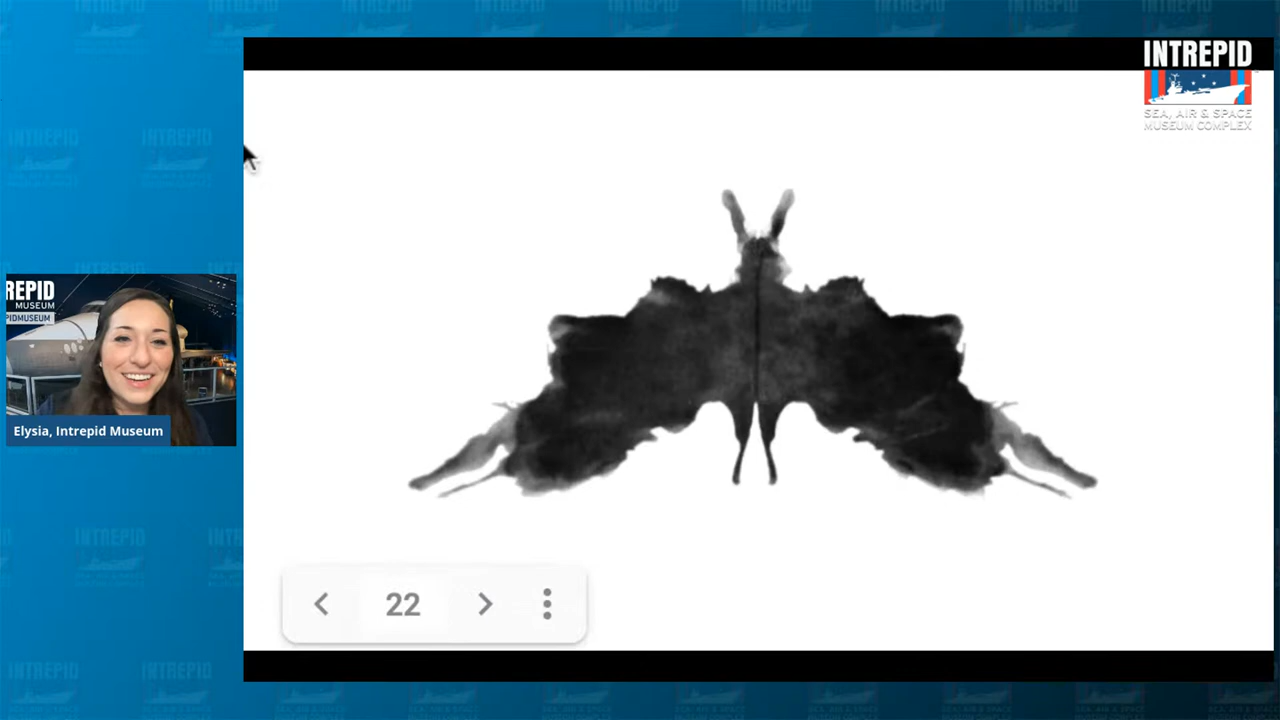 INTREPID
SEA, AIR & SPACE
MUSEUM COMPLEX
REPID
MUSEUM
PIDMUSEUM
Elysia, Intrepid Museum
22